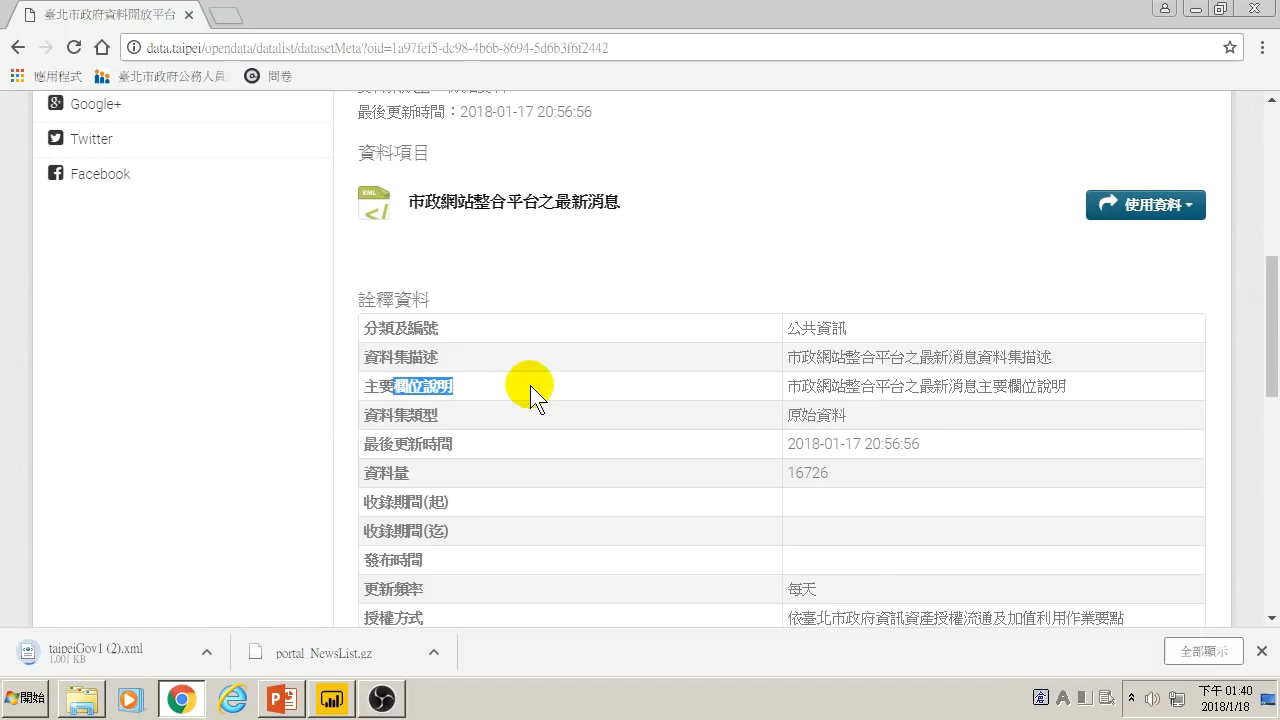 臺北市政府資料開放平台
data.taipei/opendata/datalist/datasetMeta?oid=1a97fef5-dc98-4b6b-8694-5d6b3f6f2442
應用程式 臺北市政府公務人員 問卷
Google+
Twitter
Facebook
最後更新時間：2018-01-17 20:56:56
資料項目
XML
市政網站整合平台之最新消息
使用資料
詮釋資料
分類及編號 公共資訊
資料集描述 市政網站整合平台之最新消息資料集描述
主要欄位說明 市政網站整合平台之最新消息主要欄位說明
資料集類型 原始資料
最後更新時間 2018-01-17 20:56:56
資料量 16726
收錄期間(起)
收錄期間(迄)
發布時間
更新頻率 每天
授權方式 依臺北市政府資訊資產授權流通及加值利用作業要點
taipeiGov1 (2).xml
1,001 KB
portal_NewsList.gz
全部顯示
開始
下午 01:40
2018/1/18